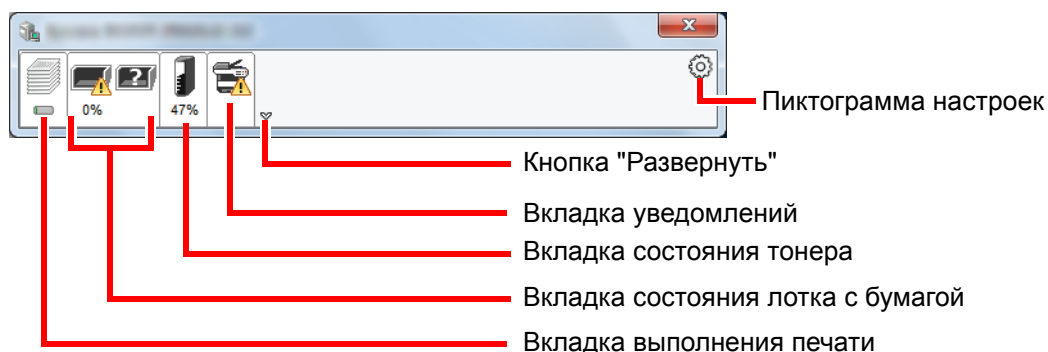 0%
47%
Пиктограмма настроек
Кнопка "Развернуть"
Вкладка уведомлений
Вкладка состояния тонера
Вкладка состояния лотка с бумагой
Вкладка выполнения печати